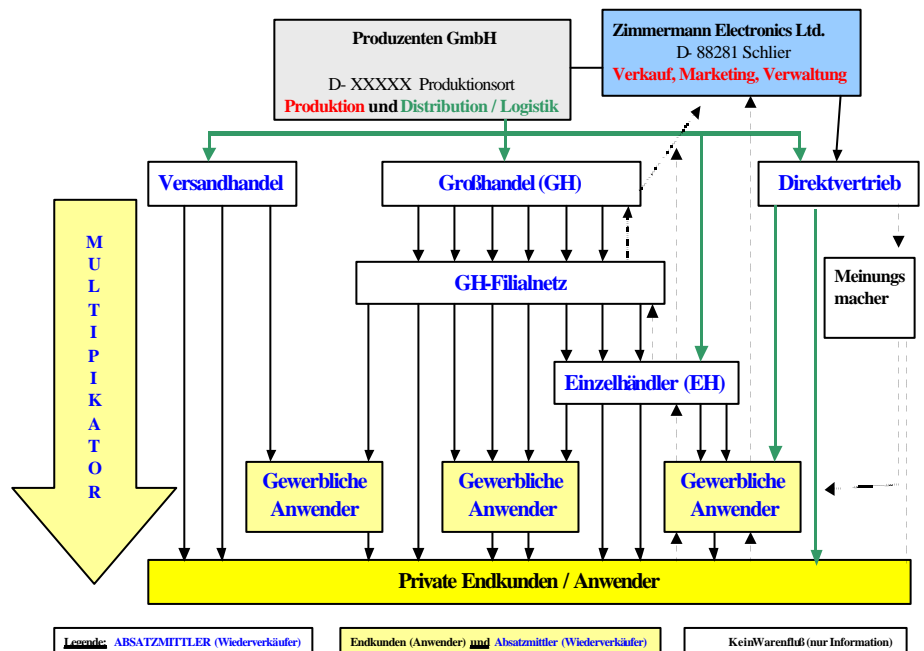 Produzenten GmbH
D- XXXXX Produktionsort
Produktion und Distribution / Logistik
Zimmermann Electronics Ltd.
D- 88281 Schlier
Verkauf, Marketing, Verwaltung
Versandhandel
Großhandel (GH)
Direktvertrieb
M
U
L
T
I
P
I
K
A
T
O
R
GH-Filialnetz
Meinungs
macher
Einzelhändler (EH)
Gewerbliche
Anwender
Gewerbliche
Anwender
Gewerbliche
Anwender
Private Endkunden / Anwender
Legende: ABSATZMITTLER (Wiederverkäufer)
Endkunden (Anwender) und Absatzmittler (Wiederverkäufer)
Kein Warenfluß (nur Information)